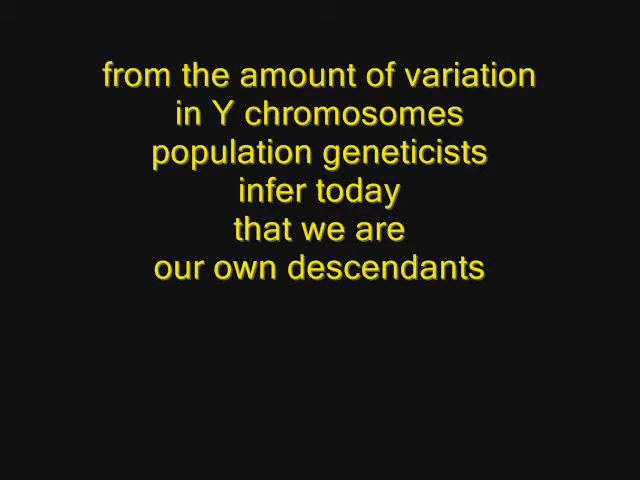 from the amount of variation
in Y chromosomes
population geneticists
infer today
that we are
our own descendants